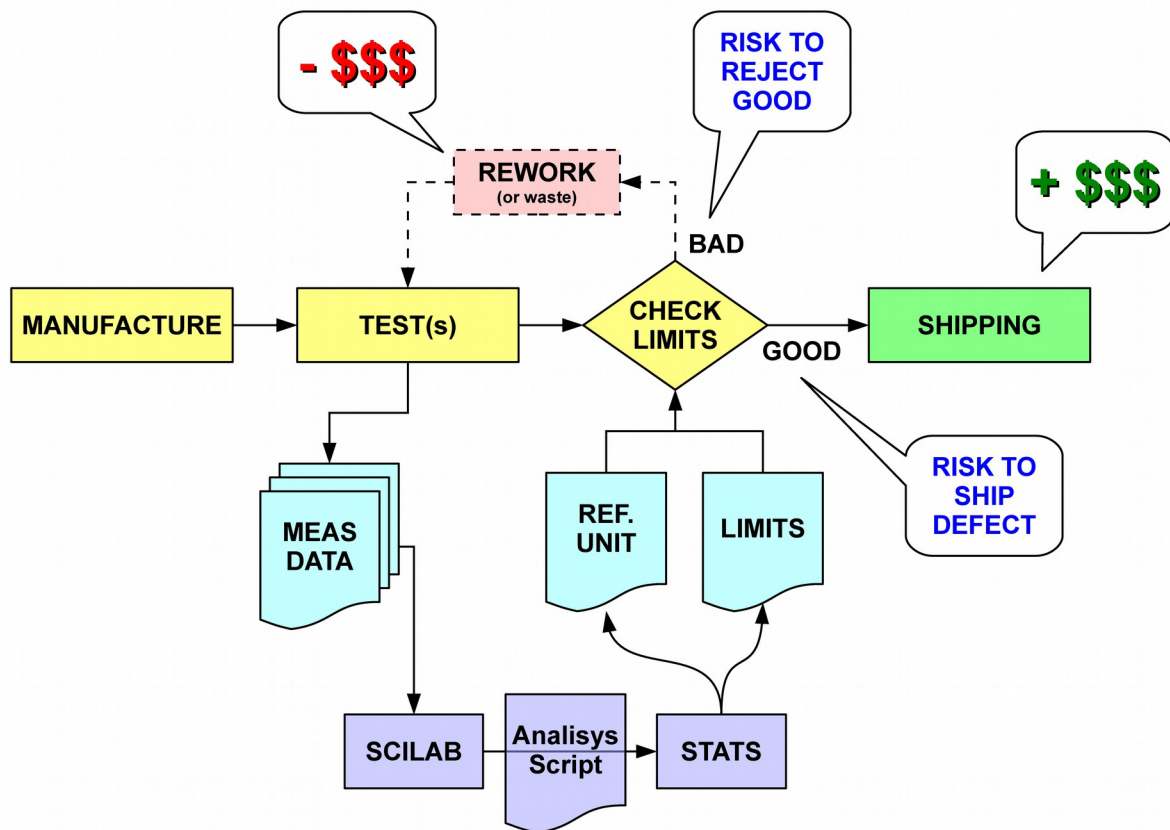 - $$$
RISK TO
REJECT
GOOD
REWORK
(or waste)
+ $$$
BAD
MANUFACTURE
TEST(s)
CHECK
LIMITS
SHIPPING
GOOD
MEAS
DATA
REF.
UNIT
LIMITS
RISK TO
SHIP
DEFECT
SCILAB
Analisys
Script
STATS